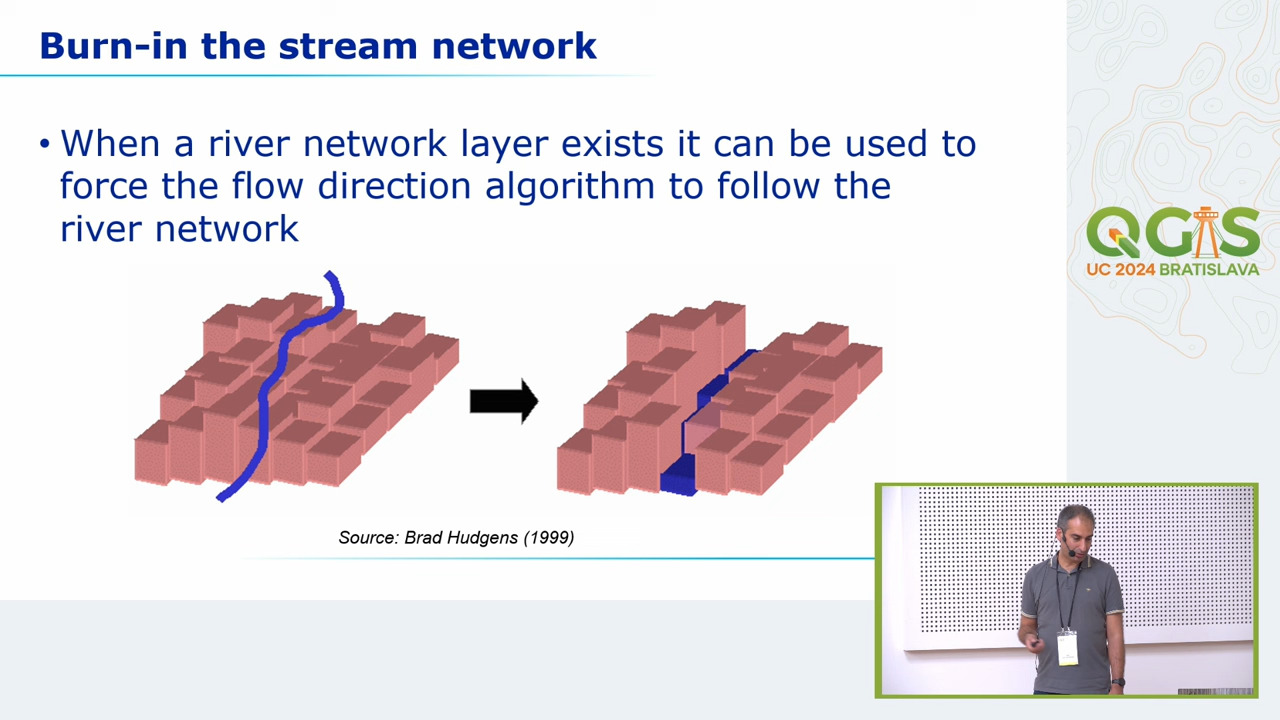 Burn-in the stream network
• When a river network layer exists it can be used to
force the flow direction algorithm to follow the
river network
Source: Brad Hudgens (1999)
QGIS
UC 2024 BRATISLAVA